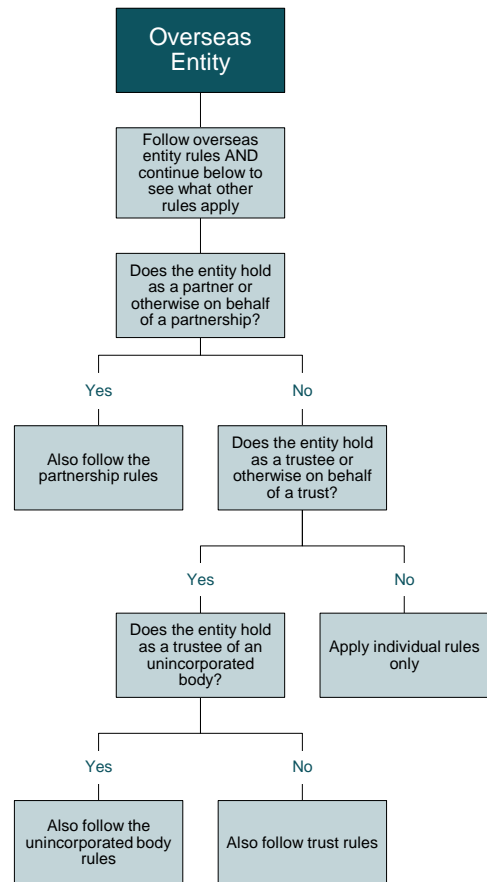 Overseas
Entity
Follow overseas
entity rules AND
continue below to
see what other
rules apply
Does the entity hold
as a partner or
otherwise on behalf
of a partnership?
Yes
No
Also follow the
partnership rules
Does the entity hold
as a trustee or
otherwise on behalf
of a trust?
Yes
No
Does the entity hold
as a trustee of an
unincorporated
body?
Apply individual rules
only
Yes
No
Also follow the
unincorporated body
rules
Also follow trust rules